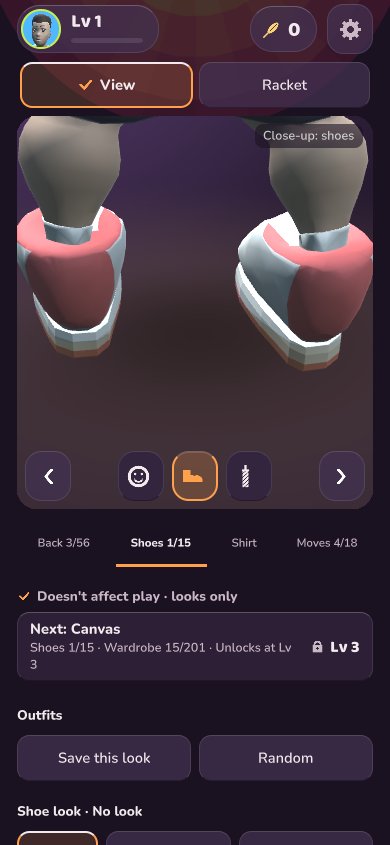 Lv 1
0
View
Racket
Close-up: shoes
Back 3/56
Shoes 1/15
Shirt
Moves 4/18
Doesn't affect play · looks only
Next: Canvas
Shoes 1/15 · Wardrobe 15/201 · Unlocks at Lv
3
Lv 3
Outfits
Save this look
Random
Shoe look · No look